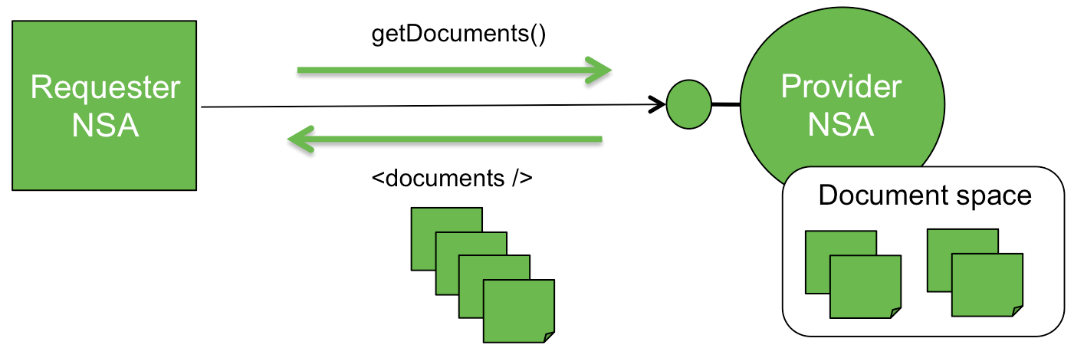 getDocuments()
Requester
NSA
Provider
NSA
<documents />
Document space